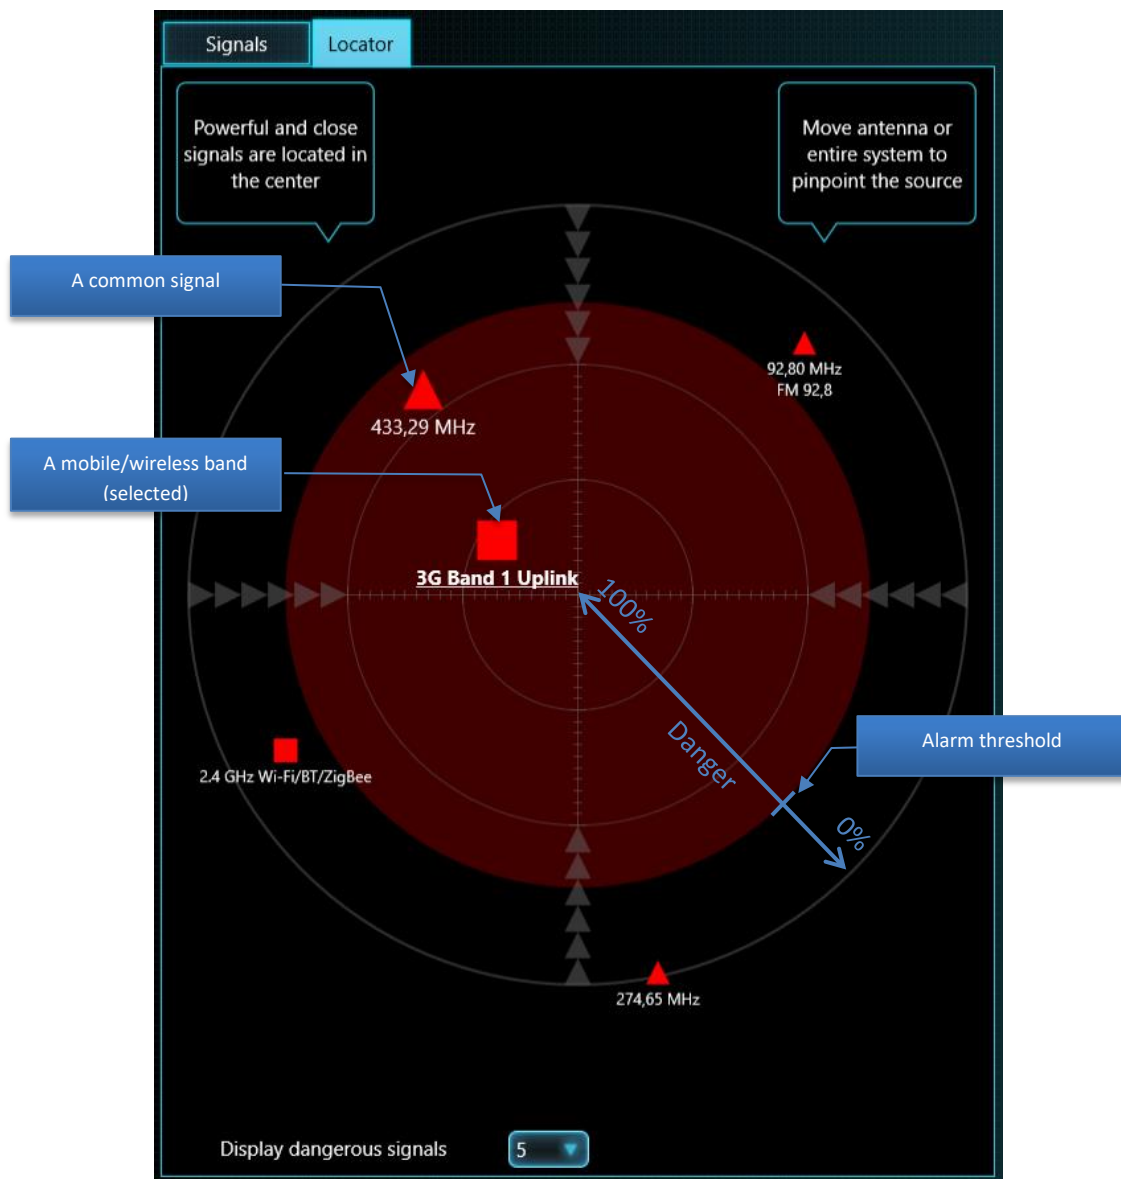 Signals
Locator
Powerful and close
signals are located in
the center
Move antenna or
entire system to
pinpoint the source
A common signal
92,80 MHz
FM 92,8
433,29 MHz
A mobile/wireless band
(selected)
3G Band 1 Uplink
100%
Danger
Alarm threshold
0%
2.4 GHz Wi-Fi/BT/ZigBee
274,65 MHz
Display dangerous signals
5